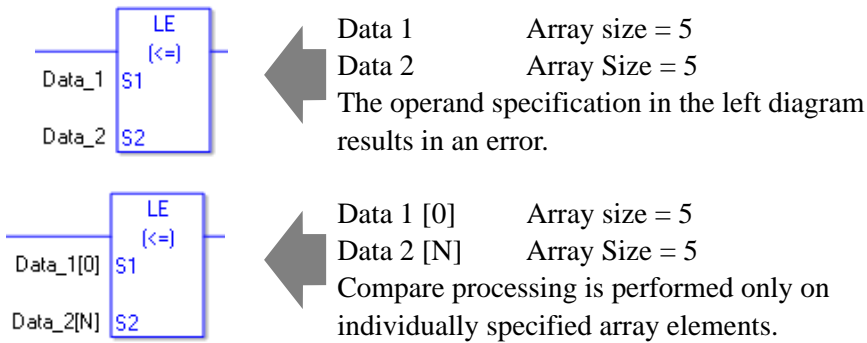 LE
(<=)
Data_1 S1
Data_2 S2
Data 1 Array size = 5
Data 2 Array Size = 5
The operand specification in the left diagram
results in an error.
LE
(<=)
Data_1[0] S1
Data_2[N] S2
Data 1 [0] Array size = 5
Data 2 [N] Array Size = 5
Compare processing is performed only on
individually specified array elements.